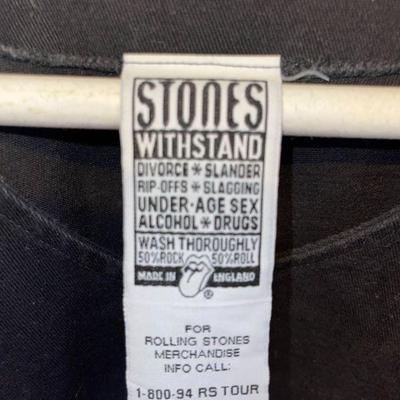 STONES
WITHSTAND
DIVORCE * SLANDER
RIP-OFFS * SLAGGING
UNDER-AGE SEX
ALCOHOL * DRUGS
WASH THOROUGHLY
50% ROCK 50% ROLL
MADE IN ENGLAND
®
FOR
ROLLING STONES
MERCHANDISE
INFO CALL:
1-800-94 RS TOUR